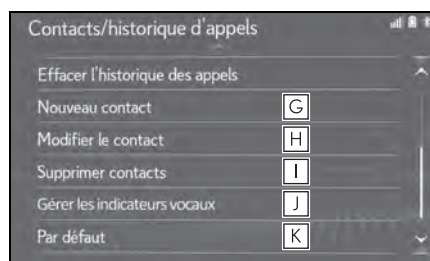 Contacts/historique d'appels
Effacer l'historique des appels
Nouveau contact G
Modifier le contact H
Supprimer contacts I
Gérer les indicateurs vocaux J
Par défaut K